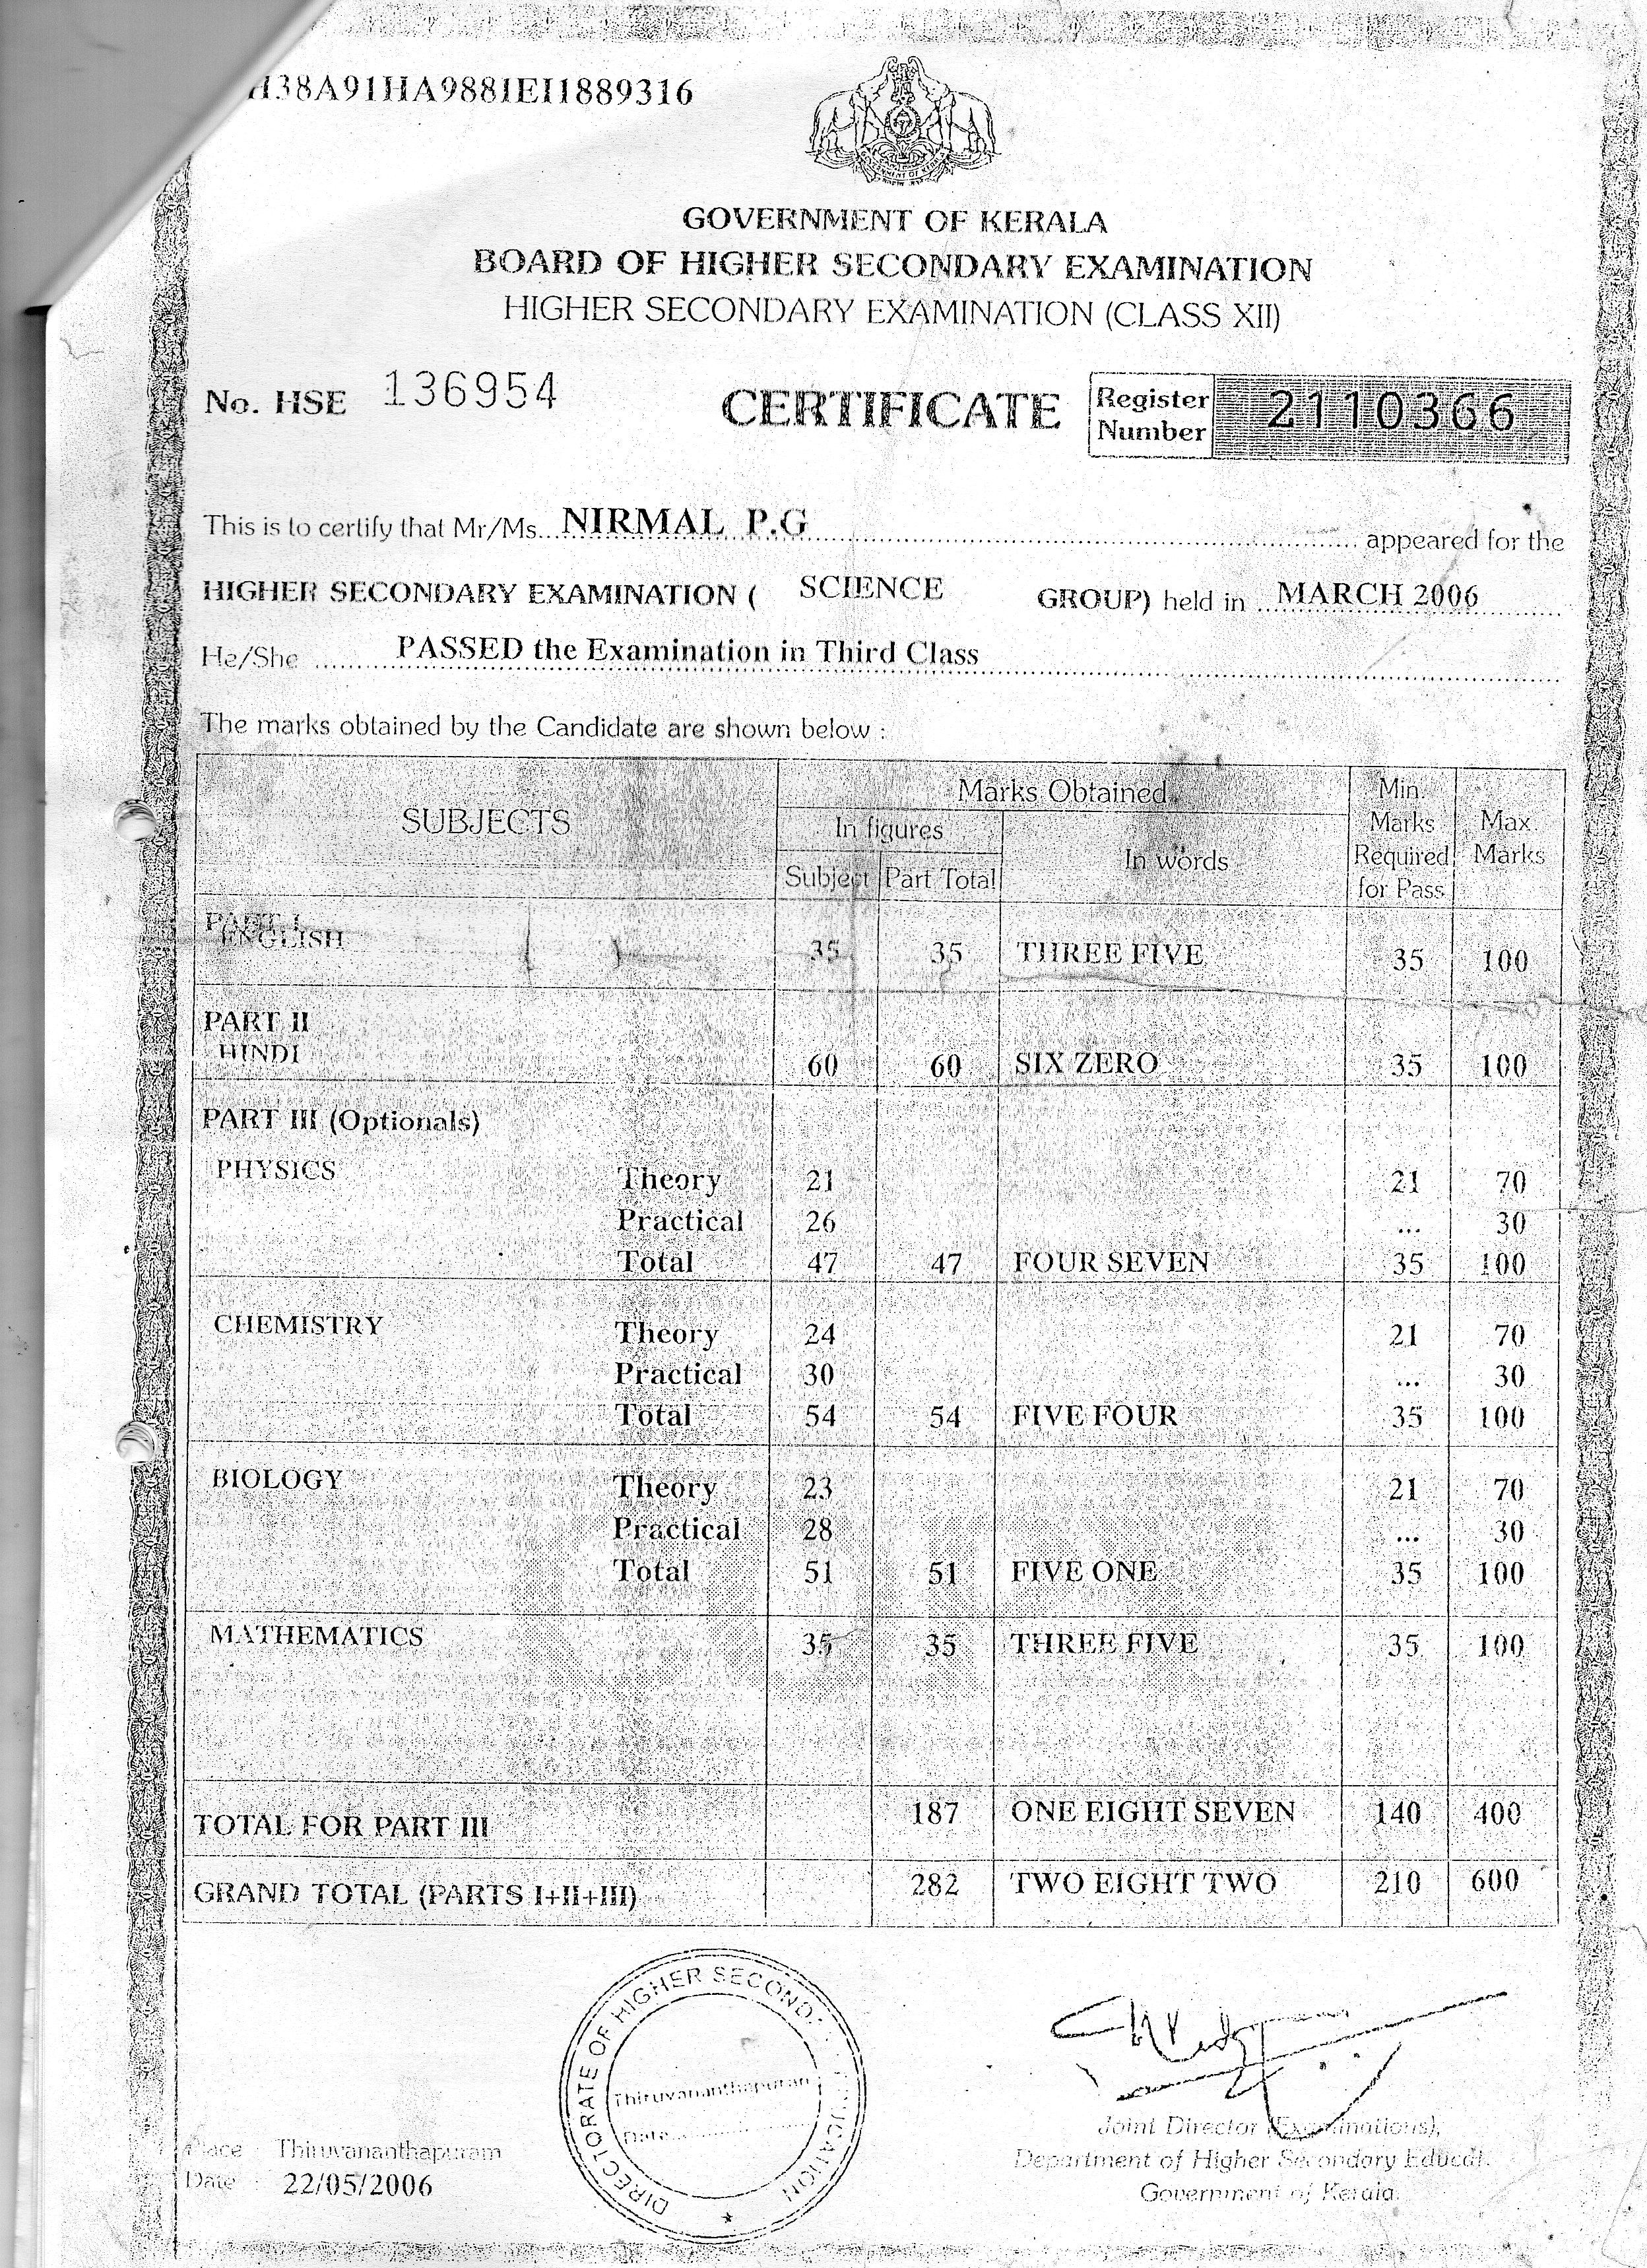 H38A91HA9881EI1889316
GOVERNMENT OF KERALA
BOARD OF HIGHER SECONDARY EXAMINATION
HIGHER SECONDARY EXAMINATION (CLASS XII)
No. HSE 136954 CERTIFICATE Register Number 2110366
This is to certify that Mr/Ms. NIRMAL P.G appeared for the
HIGHER SECONDARY EXAMINATION ( SCIENCE GROUP) held in MARCH 2006
He/She PASSED the Examination in Third Class
The marks obtained by the Candidate are shown below :
SUBJECTS Marks Obtained Min. Marks Required for Pass Max. Marks
In figures In words
Subject Part Total
PART I
ENGLISH 35 35 THREE FIVE 35 100
PART II
HINDI 60 60 SIX ZERO 35 100
PART III (Optionals)
PHYSICS Theory 21 21 70
Practical 26 ... 30
Total 47 47 FOUR SEVEN 35 100
CHEMISTRY Theory 24 21 70
Practical 30 ... 30
Total 54 54 FIVE FOUR 35 100
BIOLOGY Theory 23 21 70
Practical 28 ... 30
Total 51 51 FIVE ONE 35 100
MATHEMATICS 35 35 THREE FIVE 35 100
TOTAL FOR PART III 187 ONE EIGHT SEVEN 140 400
GRAND TOTAL (PARTS I+II+III) 282 TWO EIGHT TWO 210 600
DIRECTORATE OF HIGHER
Thiruvananthapuram
Date
Place : Thiruvananthapuram
Date : 22/05/2006
Joint Director (Examinations),
Department of Higher Secondary Educat
Government of Kerala